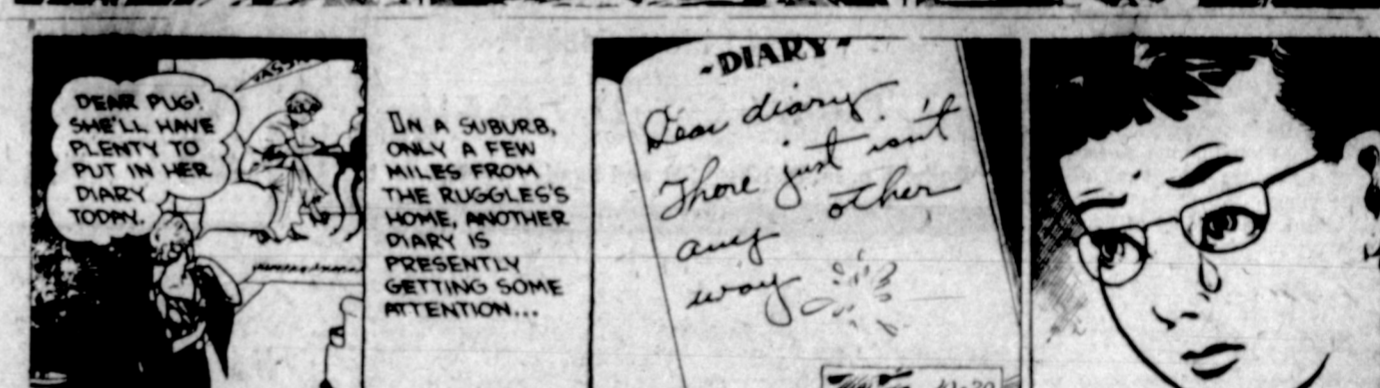 DEAR PUG!
SHE'LL HAVE
PLENTY TO
PUT IN HER
DIARY
TODAY.
IN A SUBURB,
ONLY A FEW
MILES FROM
THE RUGGLES'S
HOME, ANOTHER
DIARY IS
PRESENTLY
GETTING SOME
ATTENTION...
-DIARY-
Dear diary
There just isn't
any other
way